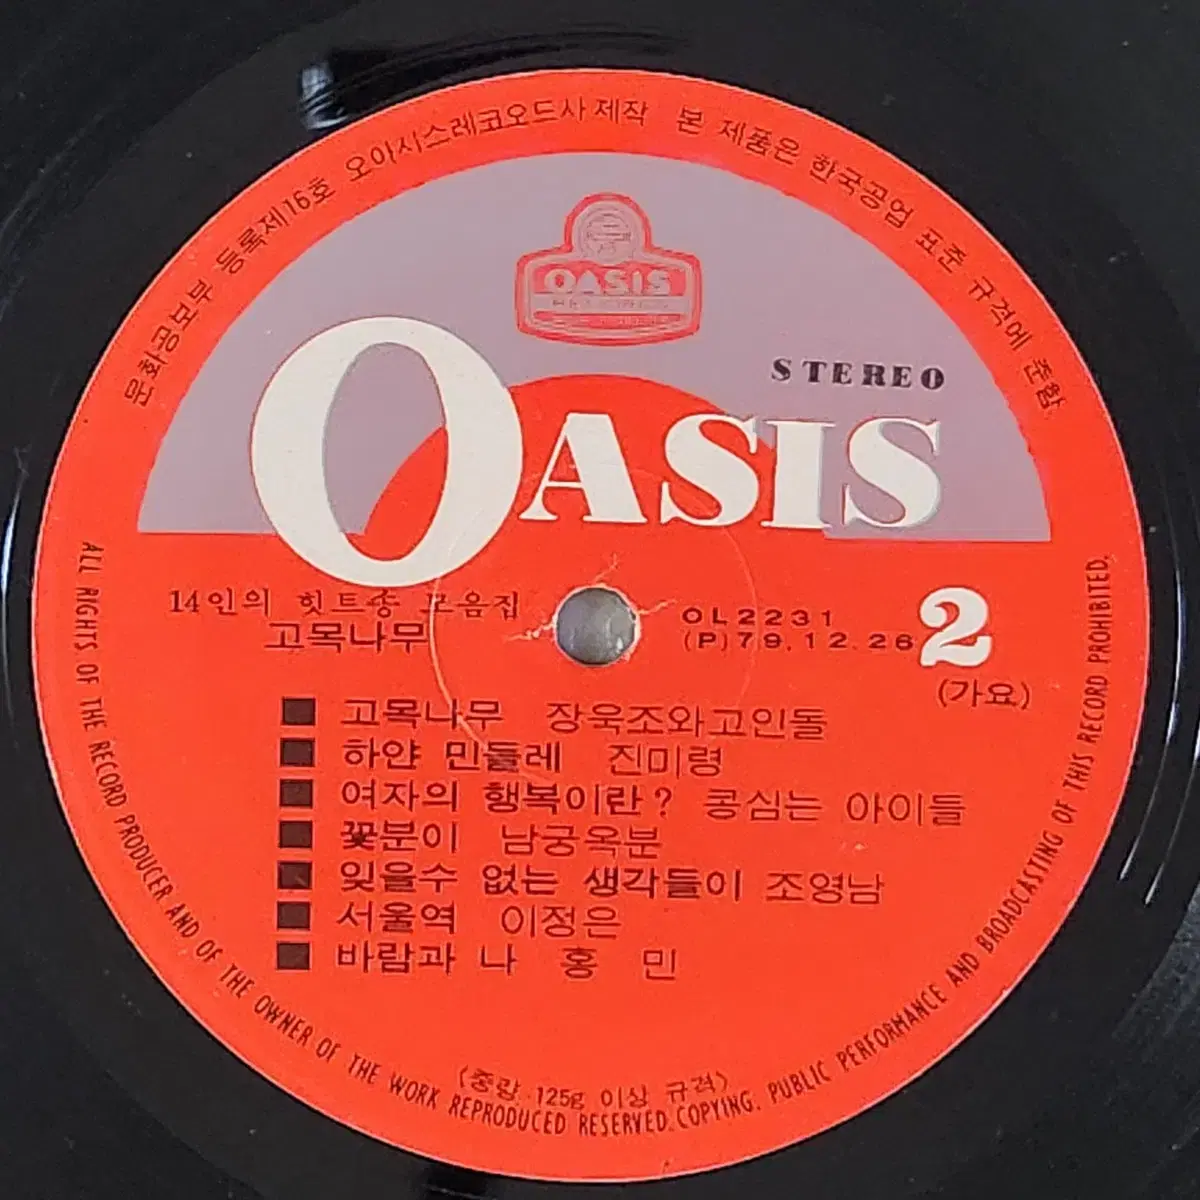 문화공보부 등록제16호 오아시스레코오드사 제작 본 제품은 한국공업 표준 규격에 준함
OASIS
STEREO
OASIS
14인의 힛트송 모음집
고목나무
OL2231
(P)79.12.26
2
(가요)
■ 고목나무 장욱조와고인돌
■ 하얀 민들레 진미령
■ 여자의 행복이란? 콩심는 아이들
■ 꽃분이 남궁옥분
■ 잊을수 없는 생각들이 조영남
■ 서울역 이정은
■ 바람과 나 홍 민
〈중량 125g 이상 규격〉
ALL RIGHTS OF THE RECORD PRODUCER AND OF THE OWNER OF THE WORK REPRODUCED RESERVED. COPYING. PUBLIC PERFORMANCE AND BROADCASTING OF THIS RECORD PROHIBITED.